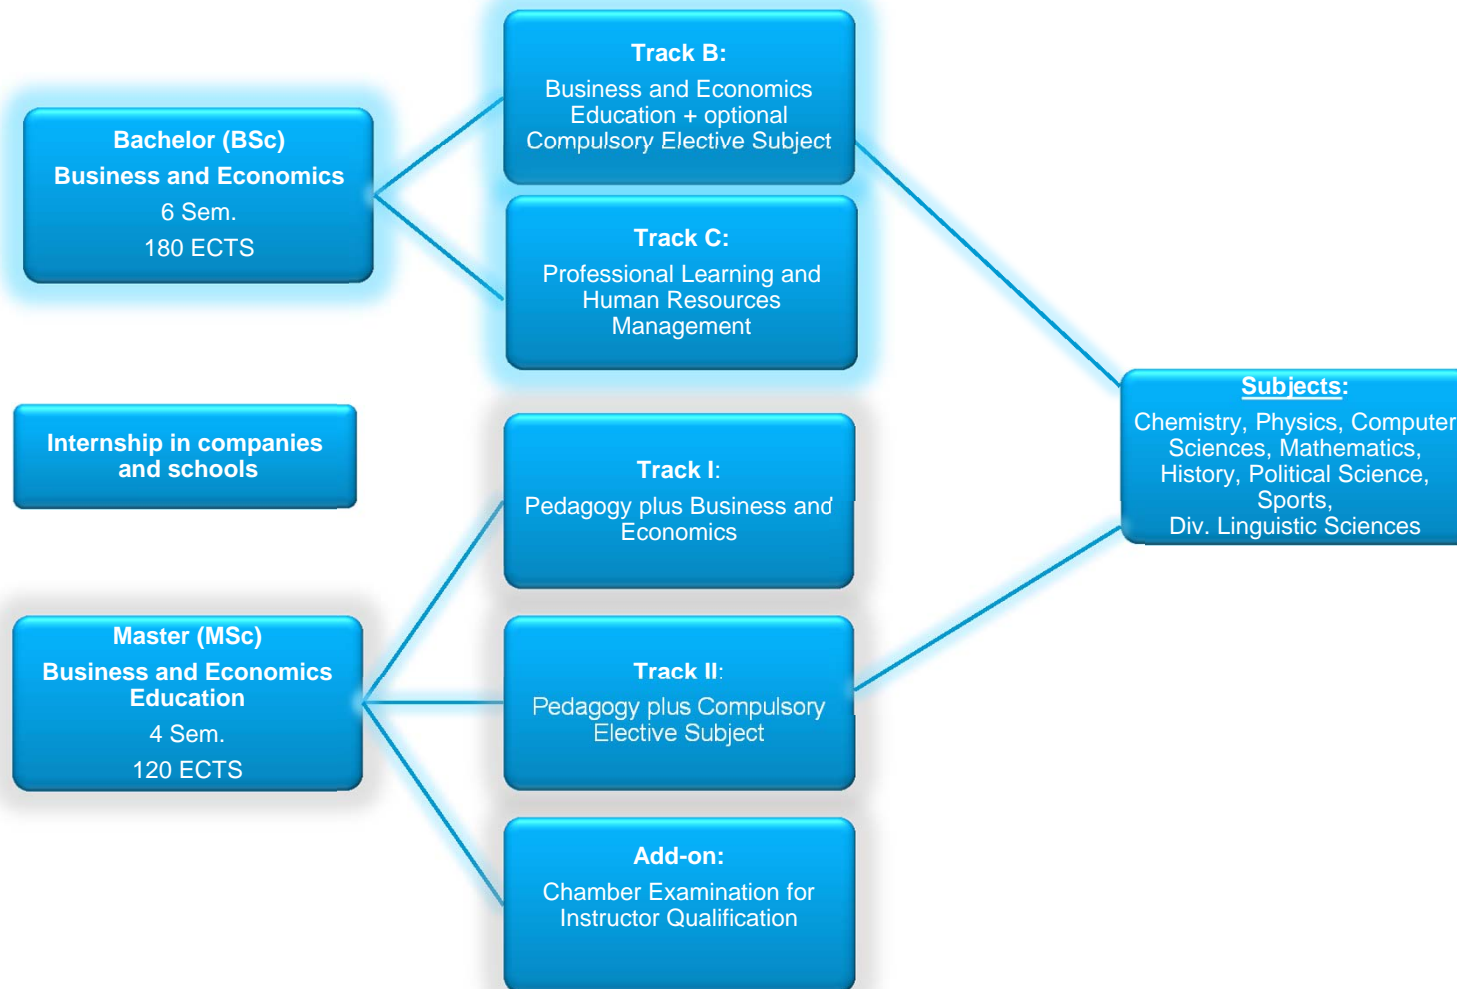 Bachelor (BSc)
Business and Economics
6 Sem.
180 ECTS
Track B:
Business and Economics
Education + optional
Compulsory Elective Subject
Track C:
Professional Learning and
Human Resources
Management
Internship in companies
and schools
Master (MSc)
Business and Economics
Education
4 Sem.
120 ECTS
Track I:
Pedagogy plus Business and
Economics
Track II:
Pedagogy plus Compulsory
Elective Subject
Add-on:
Chamber Examination for
Instructor Qualification
Subjects:
Chemistry, Physics, Computer
Sciences, Mathematics,
History, Political Science,
Sports,
Div. Linguistic Sciences